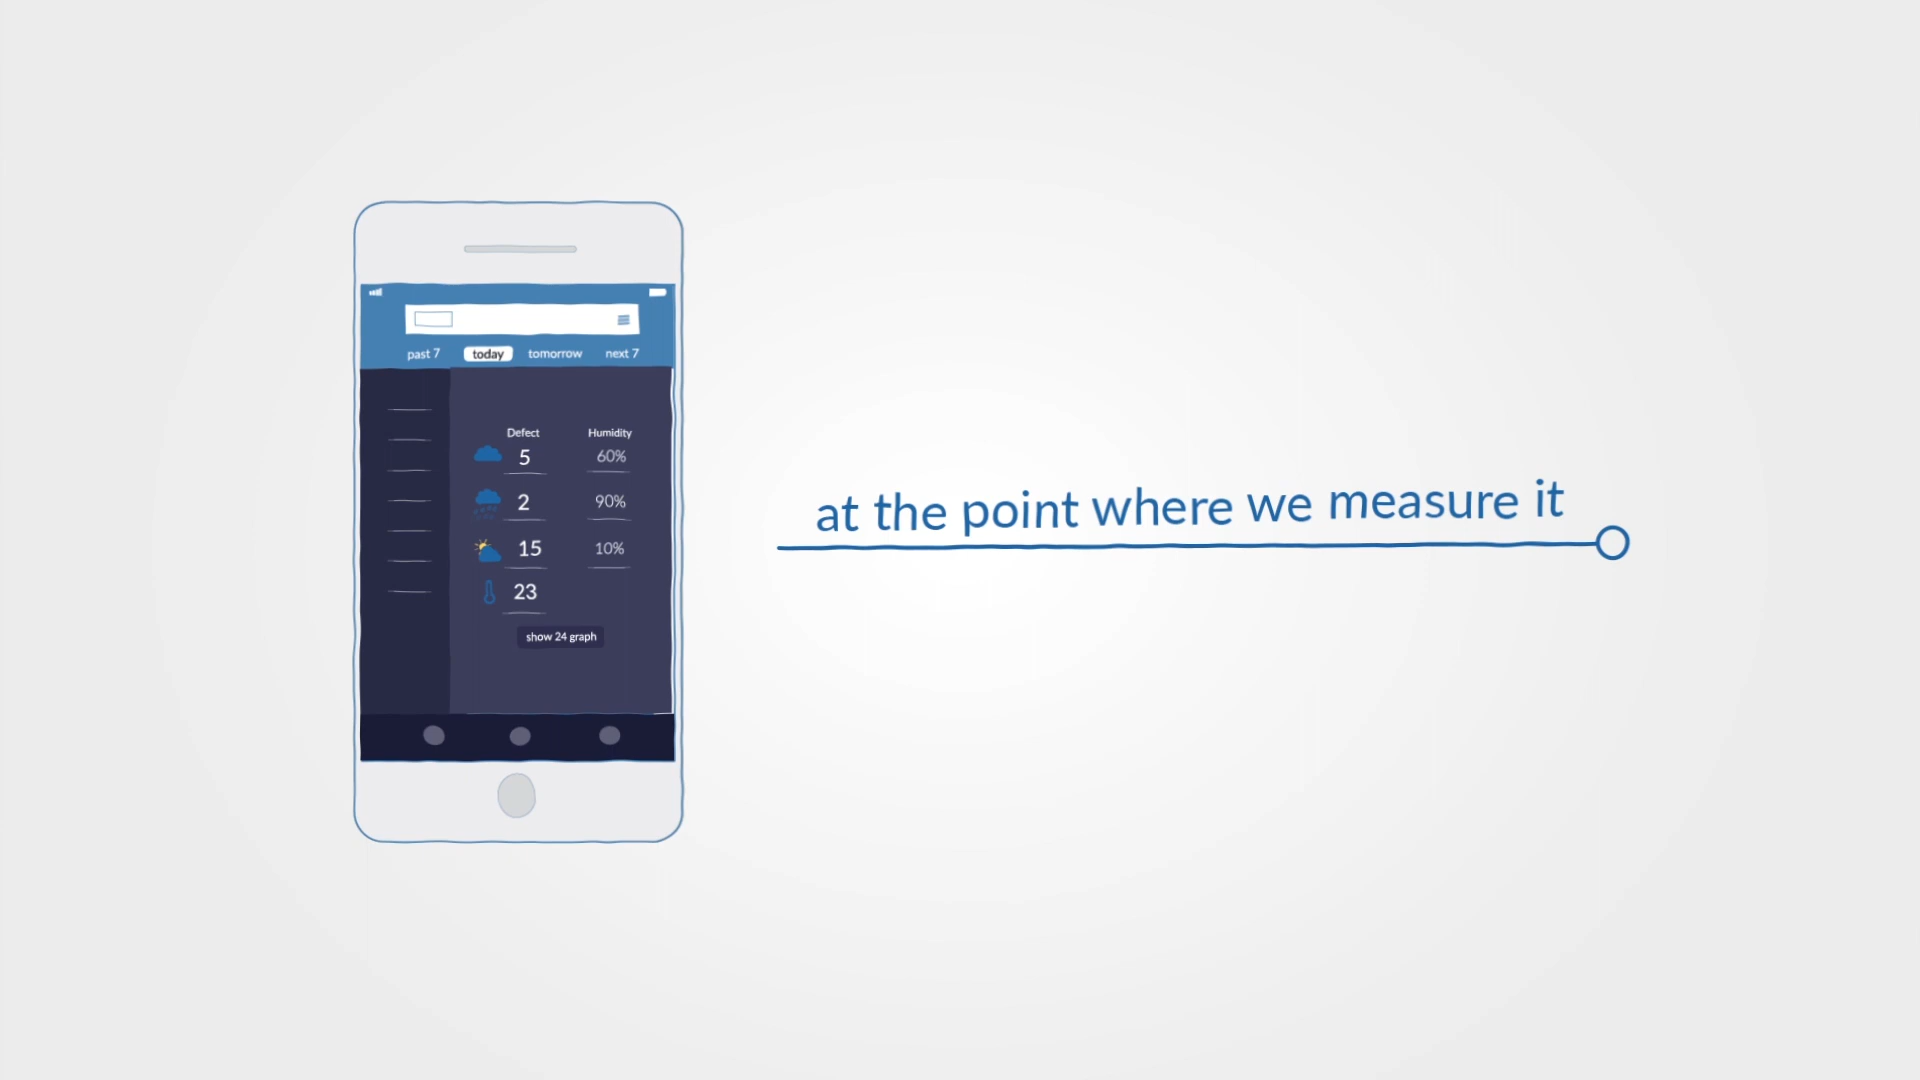 past 7 today tomorrow next 7
Defect Humidity
5 60%
2 90%
15 10%
23
show 24 graph
at the point where we measure it